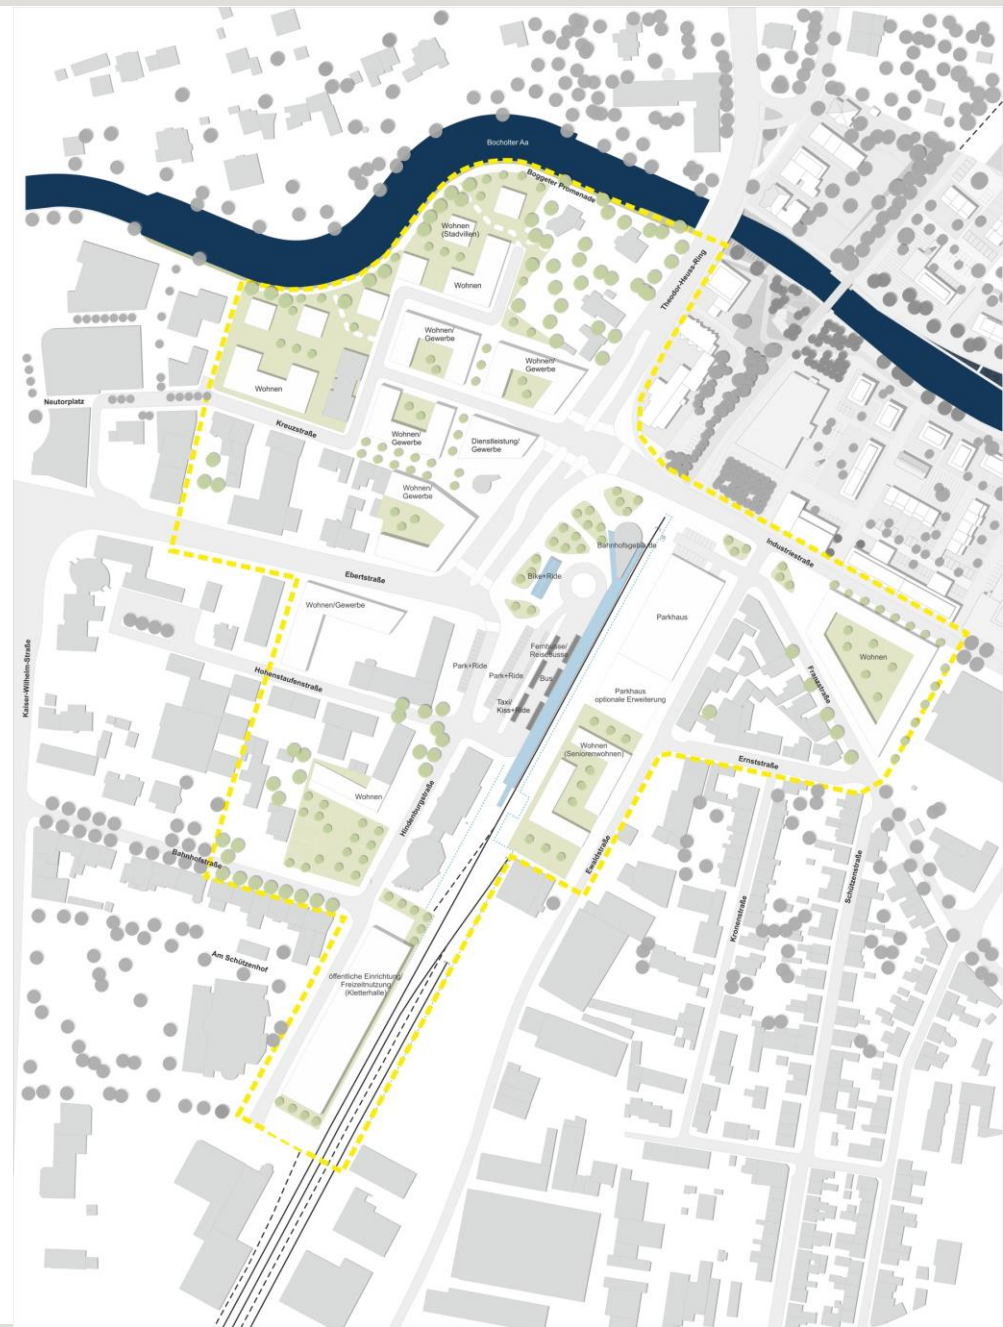 Bocholter Aa
Boggeter Promenade
Wohnen
(Stadvillen)
Wohnen
Theodor-Heuss-Ring
Wohnen/
Gewerbe
Wohnen/
Gewerbe
Wohnen
Neutorplatz
Kreuzstraße
Wohnen/
Gewerbe
Dienstleistung/
Gewerbe
Wohnen/
Gewerbe
Bahnhofsgebäude
Industriestraße
Ebertstraße
Bike+Ride
Wohnen/Gewerbe
Parkhaus
Kaiser-Wilhelm-Straße
Fernbusse/
Reisebusse
Wohnen
Hohenstaufenstraße
Park+Ride
Park+Ride
Bus
Franzstraße
Taxi/
Kiss+Ride
Parkhaus
optionale Erweiterung
Wohnen
(Seniorenwohnen)
Ernststraße
Wohnen
Hindenburgstraße
Bahnhofstraße
Ewaldstraße
Kronenstraße
Schützenstraße
Am Schützenhof
öffentliche Einrichtung/
Freizeitnutzung
(Kletterhalle)